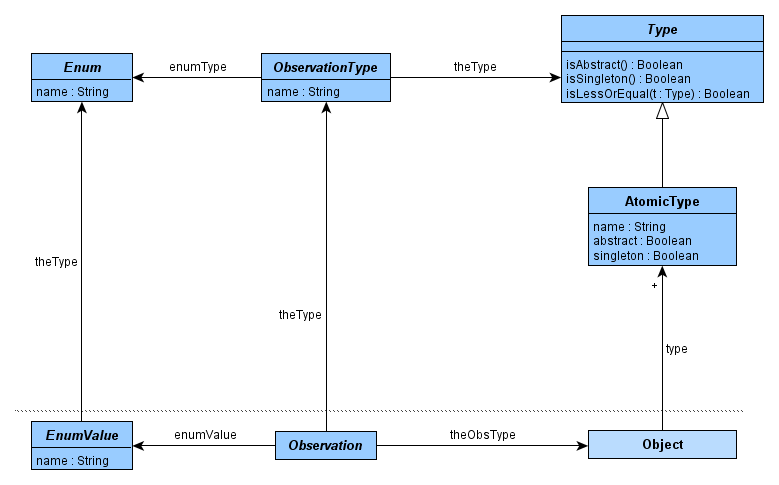 Type
isAbstract() : Boolean
isSingleton() : Boolean
isLessOrEqual(t : Type) : Boolean
Enum
name : String
enumType
ObservationType
name : String
theType
AtomicType
name : String
abstract : Boolean
singleton : Boolean
theType
theType
+
type
EnumValue
name : String
enumValue
Observation
theObsType
Object